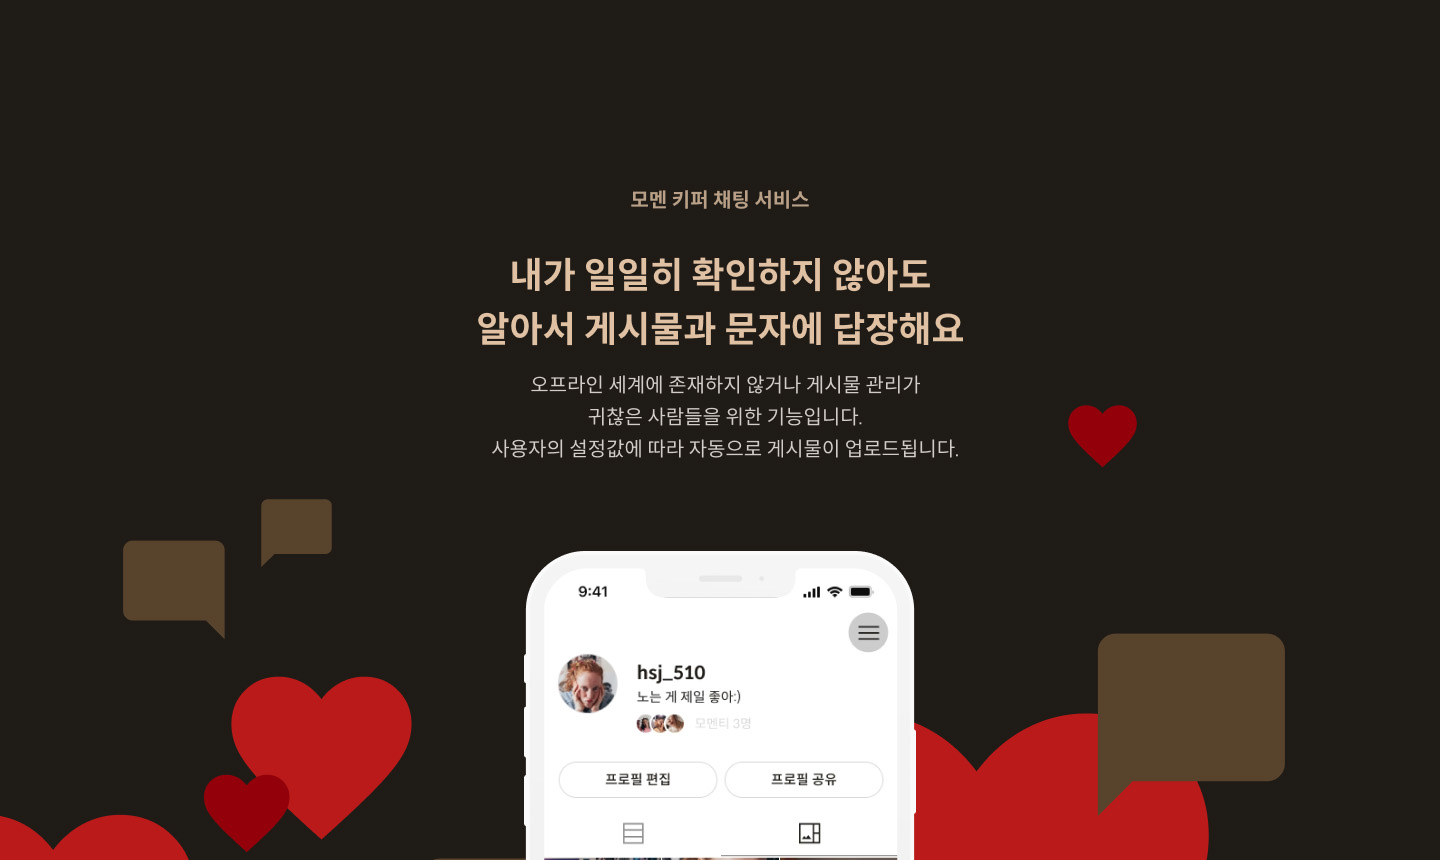 모멘 키퍼 채팅 서비스
내가 일일히 확인하지 않아도
알아서 게시물과 문자에 답장해요
오프라인 세계에 존재하지 않거나 게시물 관리가
귀찮은 사람들을 위한 기능입니다.
사용자의 설정값에 따라 자동으로 게시물이 업로드됩니다.
9:41
hsj_510
노는 게 제일 좋아:)
모멘티 3명
프로필 편집
프로필 공유